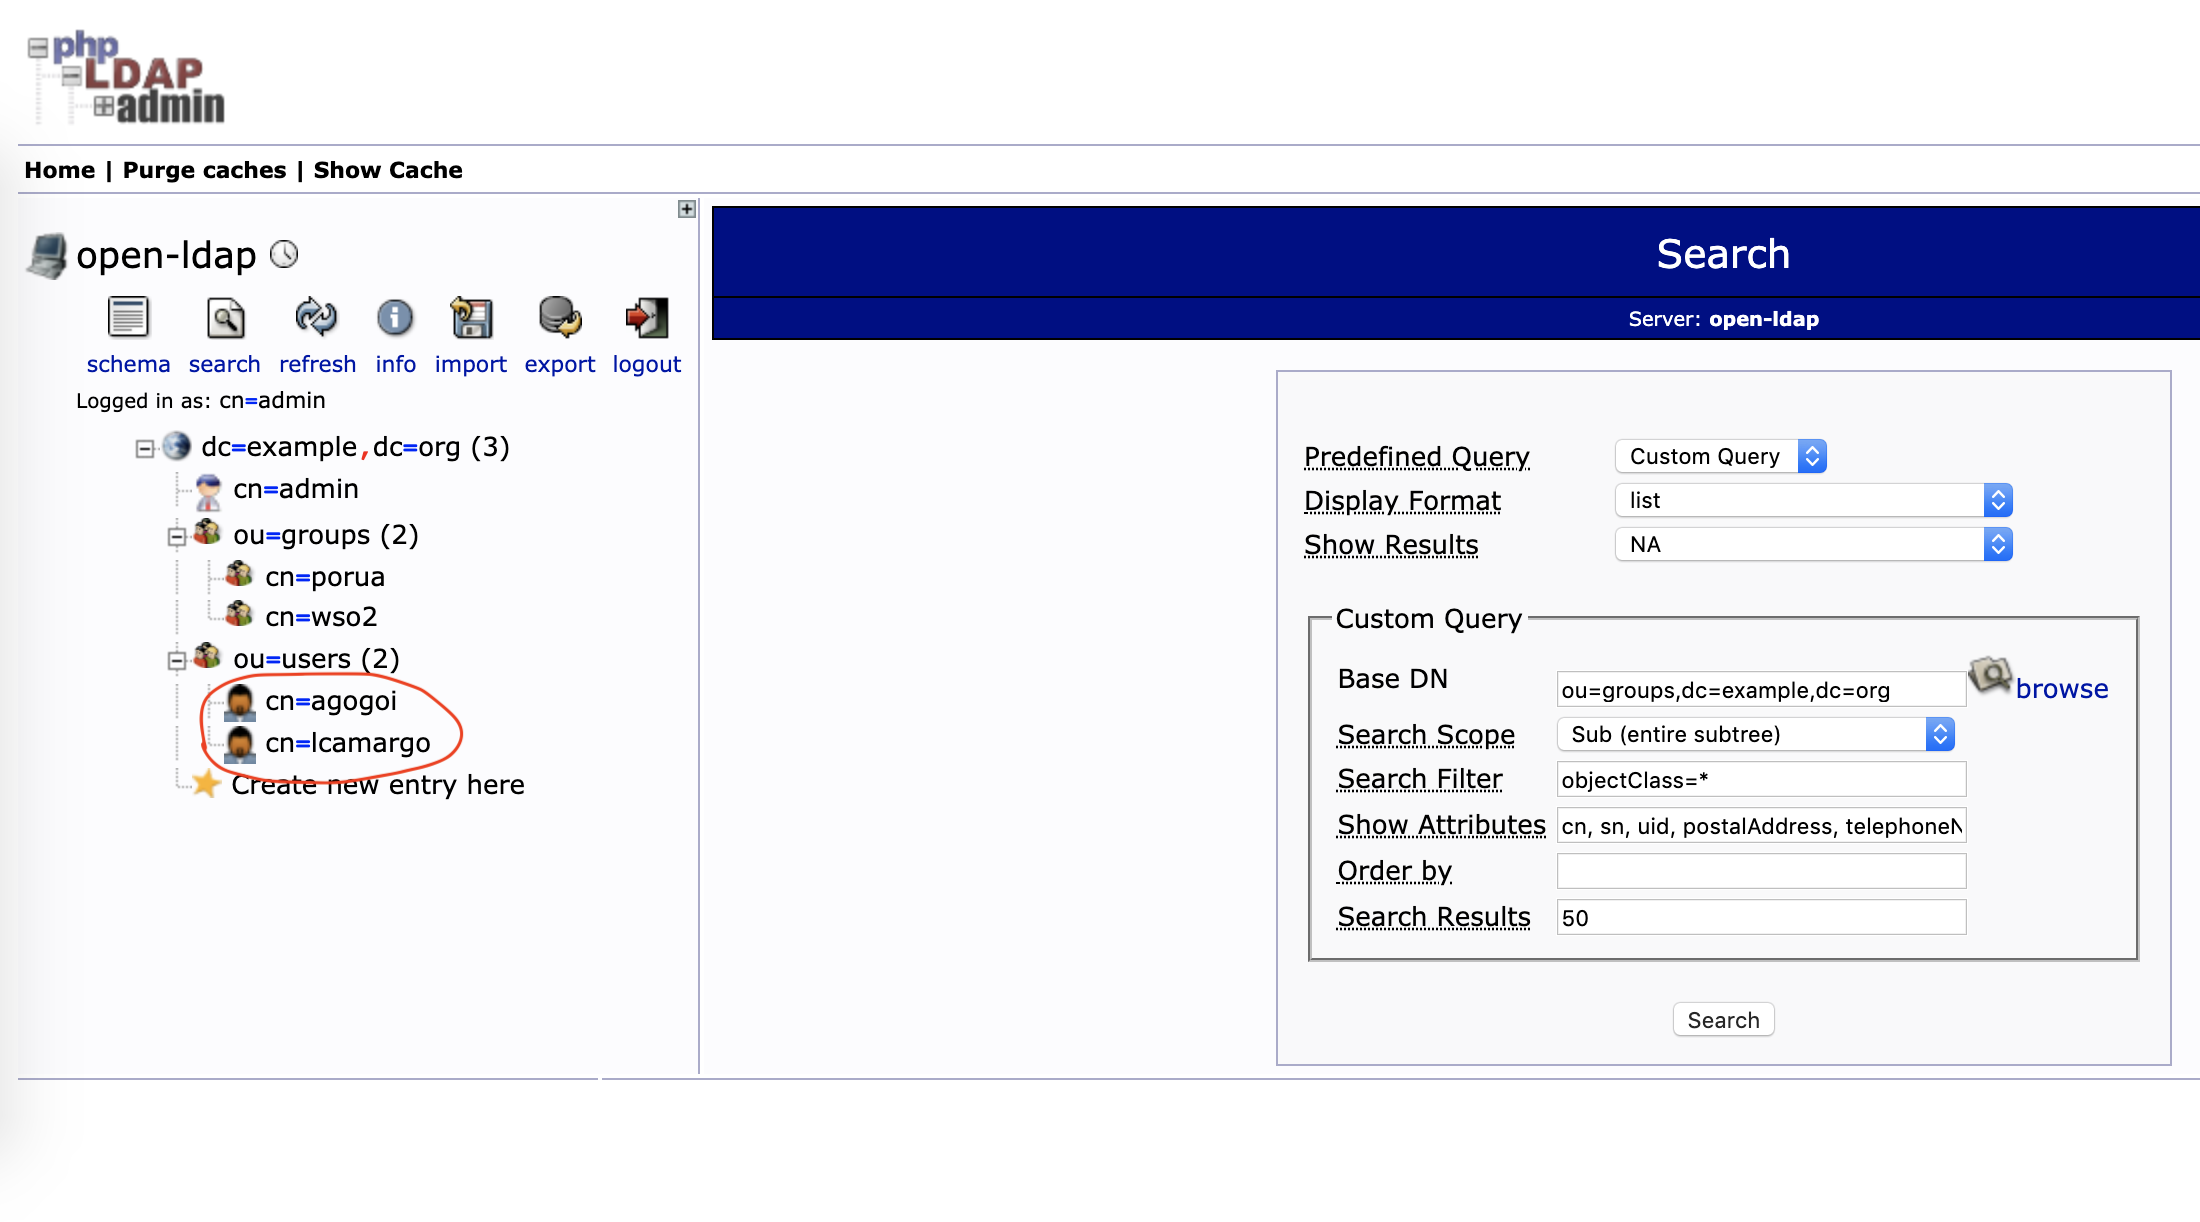 php
LDAP
admin
Home | Purge caches | Show Cache
open-ldap
schema search refresh info import export logout
Logged in as: cn=admin
dc=example,dc=org (3)
cn=admin
ou=groups (2)
cn=porua
cn=wso2
ou=users (2)
cn=agogoi
cn=lcamargo
Create new entry here
Search
Server: open-ldap
Predefined Query Custom Query
Display Format list
Show Results NA
Custom Query
Base DN ou=groups,dc=example,dc=org browse
Search Scope Sub (entire subtree)
Search Filter objectClass=*
Show Attributes cn, sn, uid, postalAddress, telephoneN
Order by
Search Results 50
Search